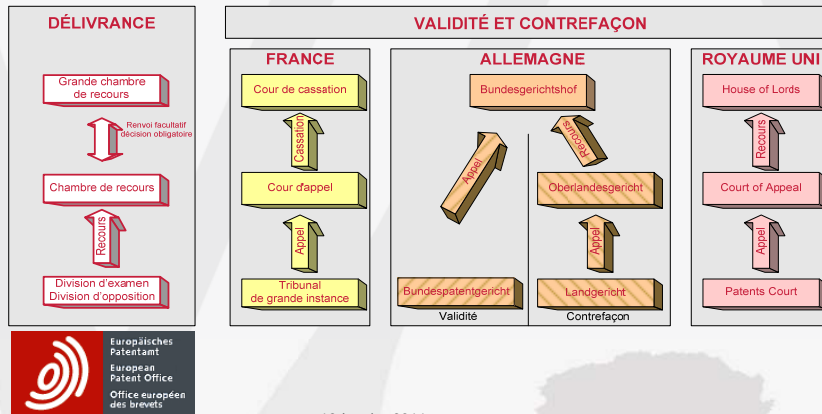 DÉLIVRANCE
Grande chambre
de recours
Renvoi facultatif
décision obligatoire
Chambre de recours
Recours
Division d'examen
Division d'opposition
Europäisches
Patentamt
European
Patent Office
Office européen
des brevets
VALIDITÉ ET CONTREFAÇON
FRANCE
Cour de cassation
Cassation
Cour d'appel
Appel
Tribunal
de grande instance
ALLEMAGNE
Bundesgerichtshof
Appel
Recours
Oberlandesgericht
Appel
Bundespatentgericht
Landgericht
Validité
Contrefaçon
ROYAUME UNI
House of Lords
Recours
Court of Appeal
Appel
Patents Court